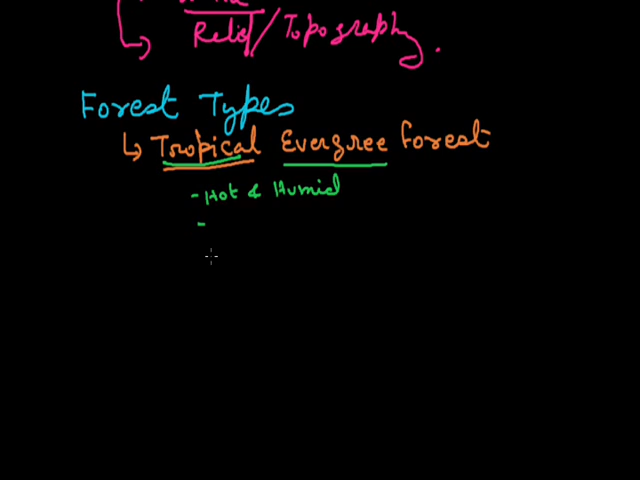 Relief/Topography.
Forest Types
↳ Tropical Evergree forest
- Hot & Humid
-